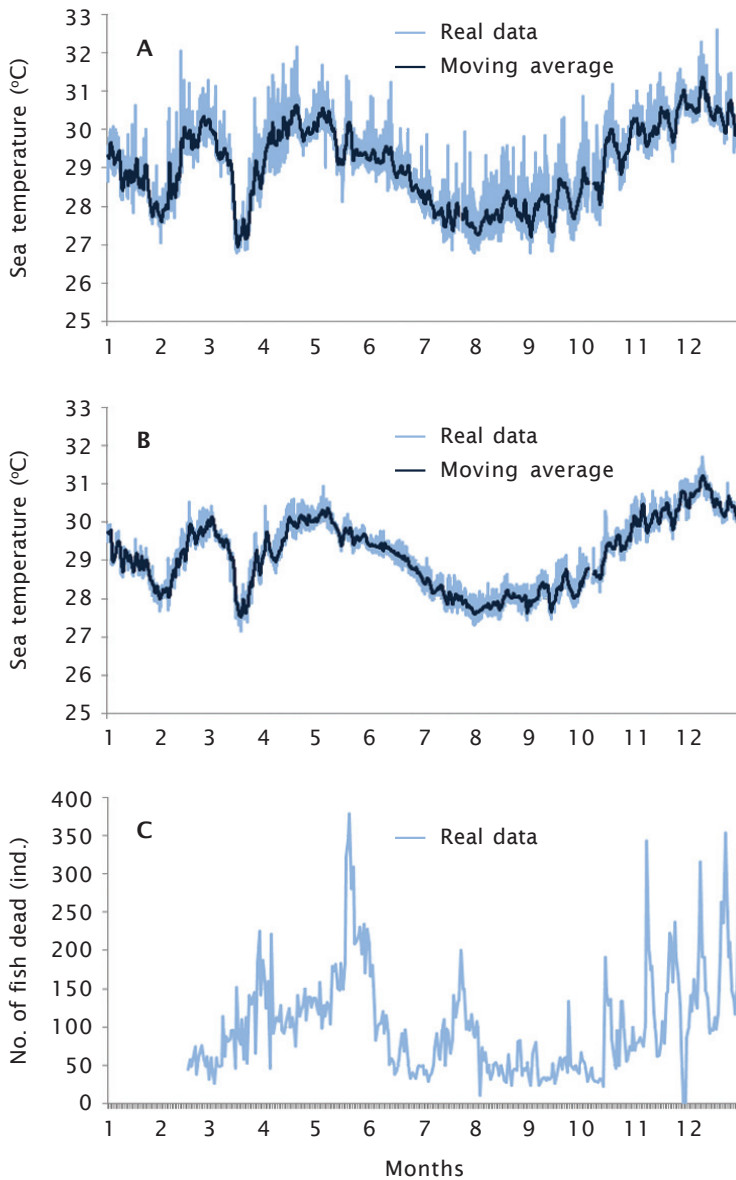 A
Real data
Moving average
Sea temperature (ºC)
33
32
31
30
29
28
27
26
25
1 2 3 4 5 6 7 8 9 10 11 12
B
Real data
Moving average
Sea temperature (ºC)
33
32
31
30
29
28
27
26
25
1 2 3 4 5 6 7 8 9 10 11 12
C
Real data
No. of fish dead (ind.)
400
350
300
250
200
150
100
50
0
1 2 3 4 5 6 7 8 9 10 11 12
Months